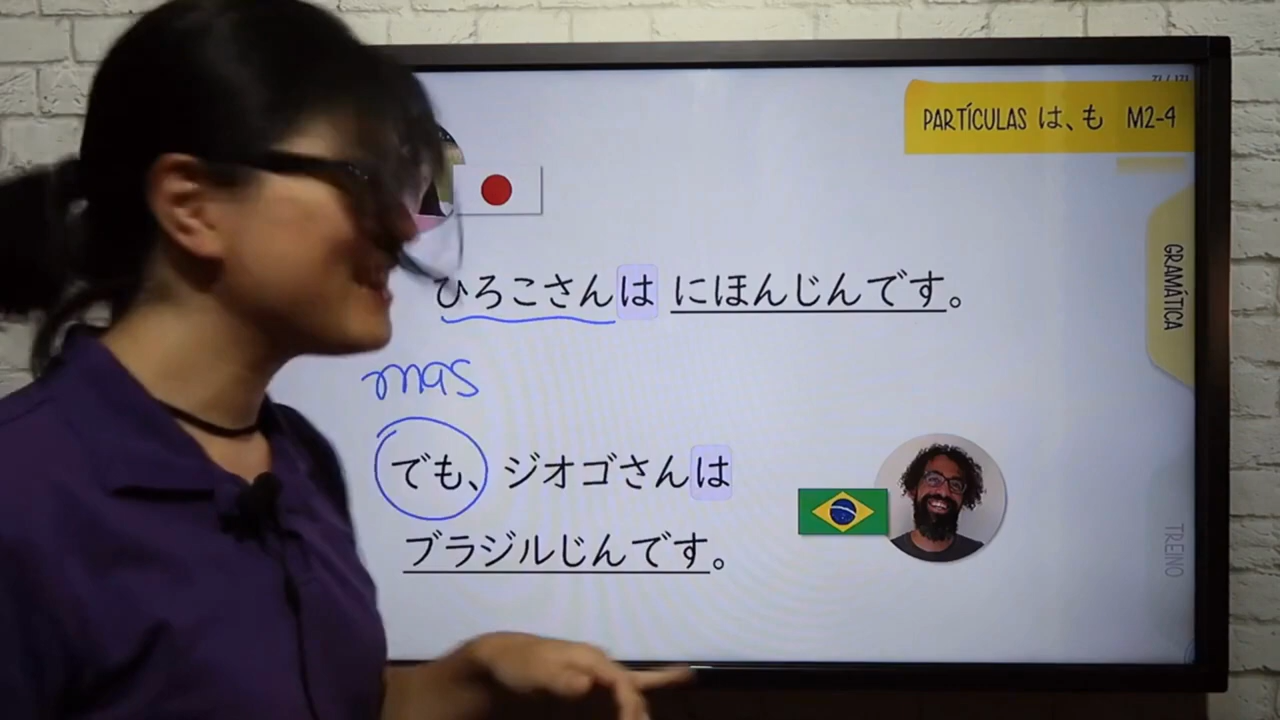 PARTÍCULAS は、も M2-4
GRAMÁTICA
ひろこさんは にほんじんです。
mas
でも、ジオゴさんは
ブラジルじんです。
TREINO